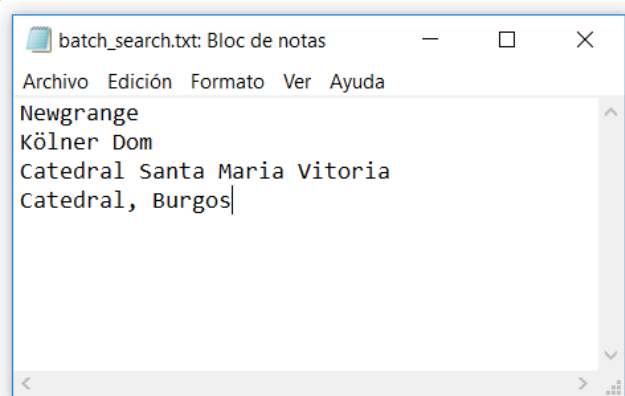 batch_search.txt: Bloc de notas
Archivo Edición Formato Ver Ayuda
Newgrange
Kölner Dom
Catedral Santa Maria Vitoria
Catedral, Burgos